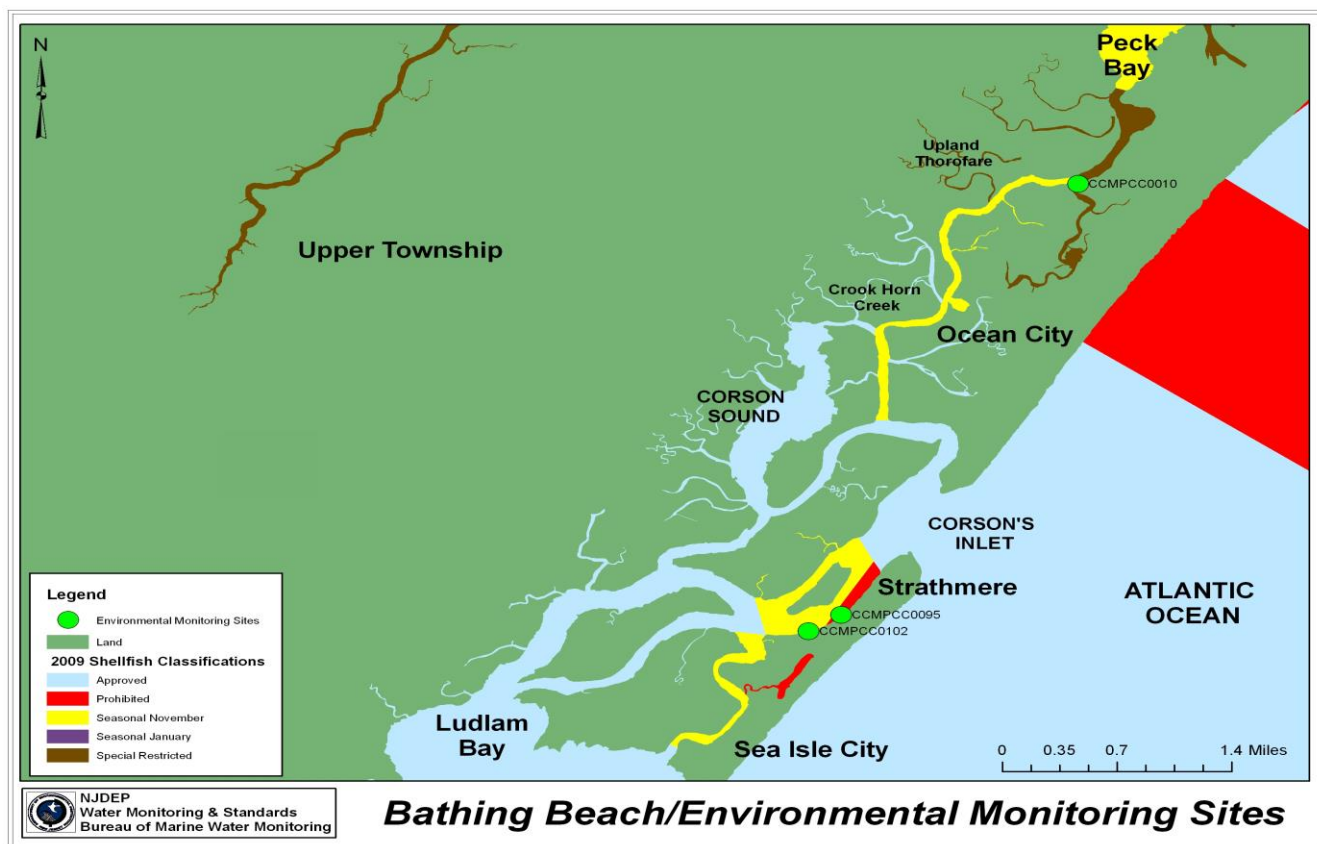 N
Peck
Bay
Upland
Thorofare
CCMPCC0010
Upper Township
Crook Horn
Creek
Ocean City
CORSON
SOUND
CORSON'S
INLET
Strathmere
ATLANTIC
OCEAN
CCMPCC0095
CCMPCC0102
Ludlam
Bay
Sea Isle City
Legend
Environmental Monitoring Sites
Land
2009 Shellfish Classifications
Approved
Prohibited
Seasonal November
Seasonal January
Special Restricted
0 0.35 0.7 1.4 Miles
NJDEP
Water Monitoring & Standards
Bureau of Marine Water Monitoring
Bathing Beach/Environmental Monitoring Sites